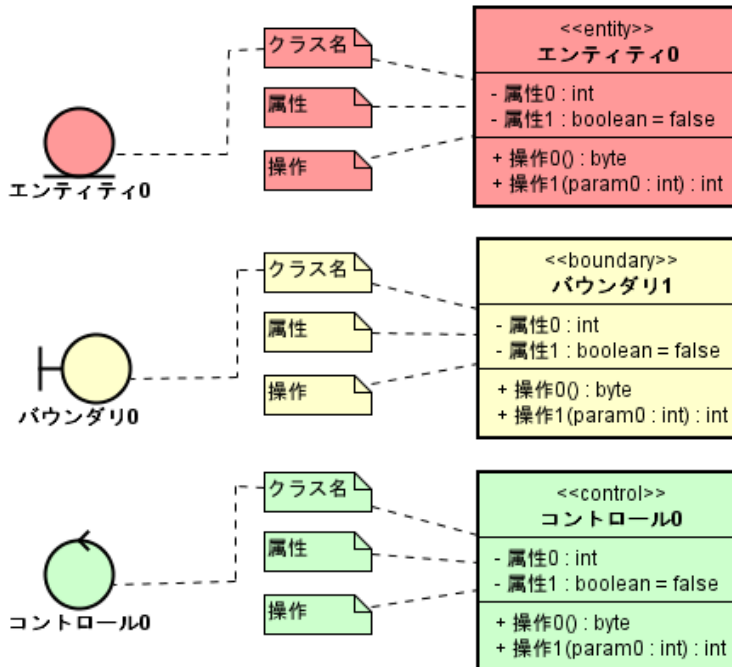 クラス名
属性
操作
エンティティ0
<<entity>>
エンティティ0
- 属性0 : int
- 属性1 : boolean = false
+ 操作0() : byte
+ 操作1(param0 : int) : int
クラス名
属性
操作
バウンダリ0
<<boundary>>
バウンダリ1
- 属性0 : int
- 属性1 : boolean = false
+ 操作0() : byte
+ 操作1(param0 : int) : int
クラス名
属性
操作
コントロール0
<<control>>
コントロール0
- 属性0 : int
- 属性1 : boolean = false
+ 操作0() : byte
+ 操作1(param0 : int) : int